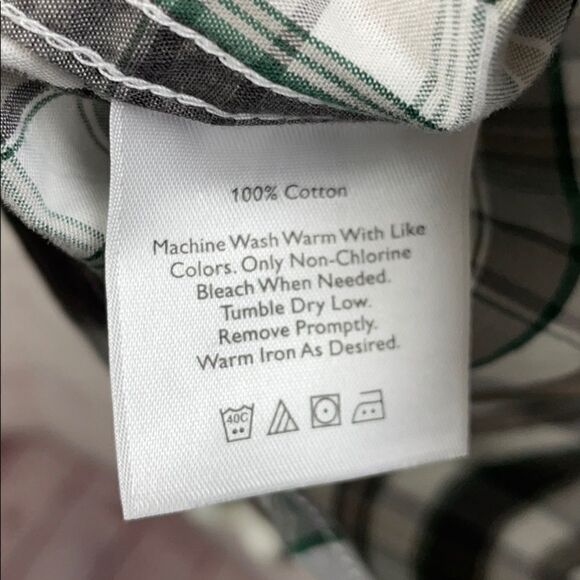 100% Cotton
Machine Wash Warm With Like
Colors. Only Non-Chlorine
Bleach When Needed.
Tumble Dry Low.
Remove Promptly.
Warm Iron As Desired.
40C